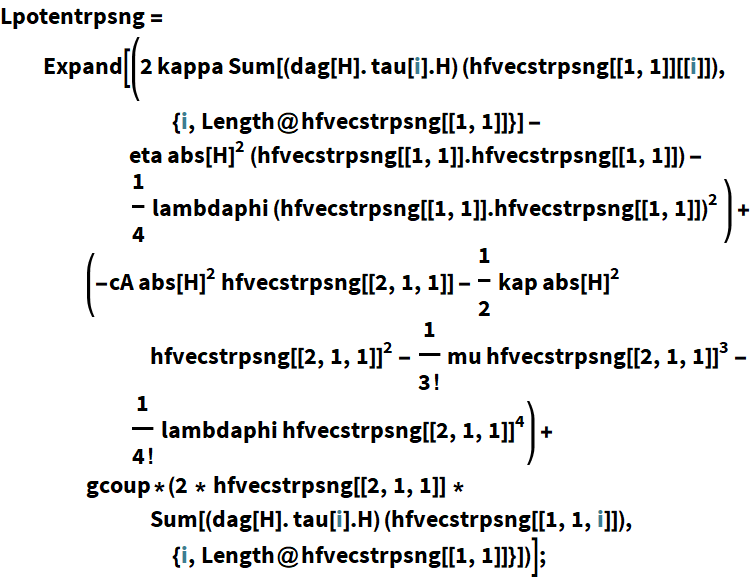 Lpotentrpsng =
Expand[(2 kappa Sum[(dag[H]. tau[i].H) (hfvecstrpsng[[1, 1]][[i]]),
{i, Length@hfvecstrpsng[[1, 1]]}] -
eta abs[H]^2 (hfvecstrpsng[[1, 1]].hfvecstrpsng[[1, 1]]) -
1/4 lambdaphi (hfvecstrpsng[[1, 1]].hfvecstrpsng[[1, 1]])^2) +
(-cA abs[H]^2 hfvecstrpsng[[2, 1, 1]] - 1/2 kap abs[H]^2
hfvecstrpsng[[2, 1, 1]]^2 - 1/3! mu hfvecstrpsng[[2, 1, 1]]^3 -
1/4! lambdaphi hfvecstrpsng[[2, 1, 1]]^4) +
gcoup*(2 * hfvecstrpsng[[2, 1, 1]] *
Sum[(dag[H]. tau[i].H) (hfvecstrpsng[[1, 1, i]]),
{i, Length@hfvecstrpsng[[1, 1]]}])];